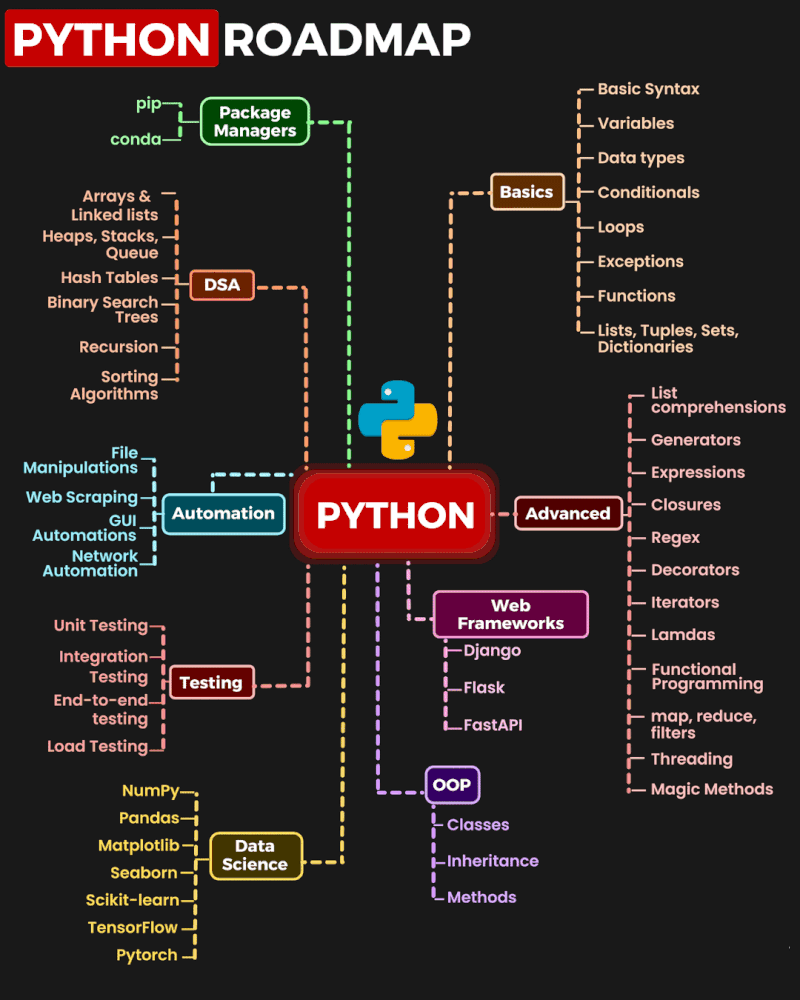 PYTHON ROADMAP
Package
Managers
pip
conda
Basics
Basic Syntax
Variables
Data types
Conditionals
Loops
Exceptions
Functions
Lists, Tuples, Sets,
Dictionaries
DSA
Arrays &
Linked lists
Heaps, Stacks,
Queue
Hash Tables
Binary Search
Trees
Recursion
Sorting
Algorithms
PYTHON
Advanced
List
comprehensions
Generators
Expressions
Closures
Regex
Decorators
Iterators
Lamdas
Functional
Programming
map, reduce,
filters
Threading
Magic Methods
Automation
File
Manipulations
Web Scraping
GUI
Automations
Network
Automation
Web
Frameworks
Django
Flask
FastAPI
Testing
Unit Testing
Integration
Testing
End-to-end
testing
Load Testing
OOP
Classes
Inheritance
Methods
Data
Science
NumPy
Pandas
Matplotlib
Seaborn
Scikit-learn
TensorFlow
Pytorch